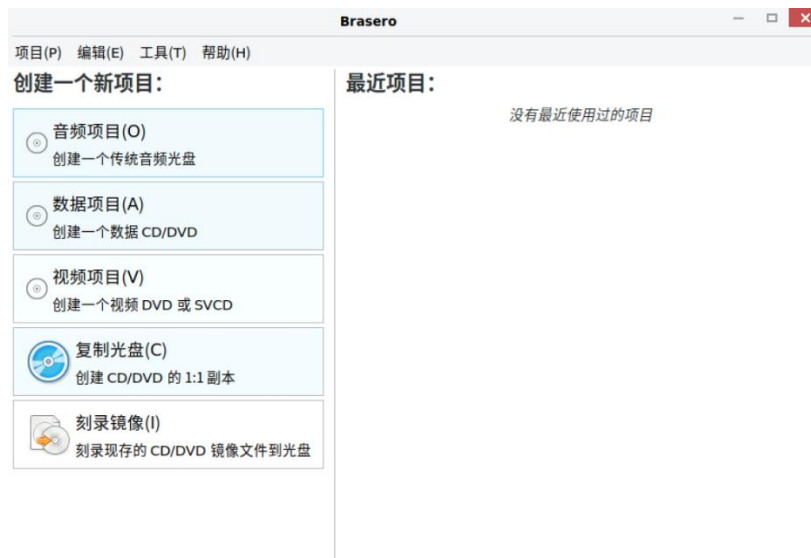 Brasero
项目(P) 编辑(E) 工具(T) 帮助(H)
创建一个新项目：
音频项目(O)
创建一个传统音频光盘
数据项目(A)
创建一个数据 CD/DVD
视频项目(V)
创建一个视频 DVD 或 SVCD
复制光盘(C)
创建 CD/DVD 的 1:1 副本
刻录镜像(I)
刻录现存的 CD/DVD 镜像文件到光盘
最近项目：
没有最近使用过的项目